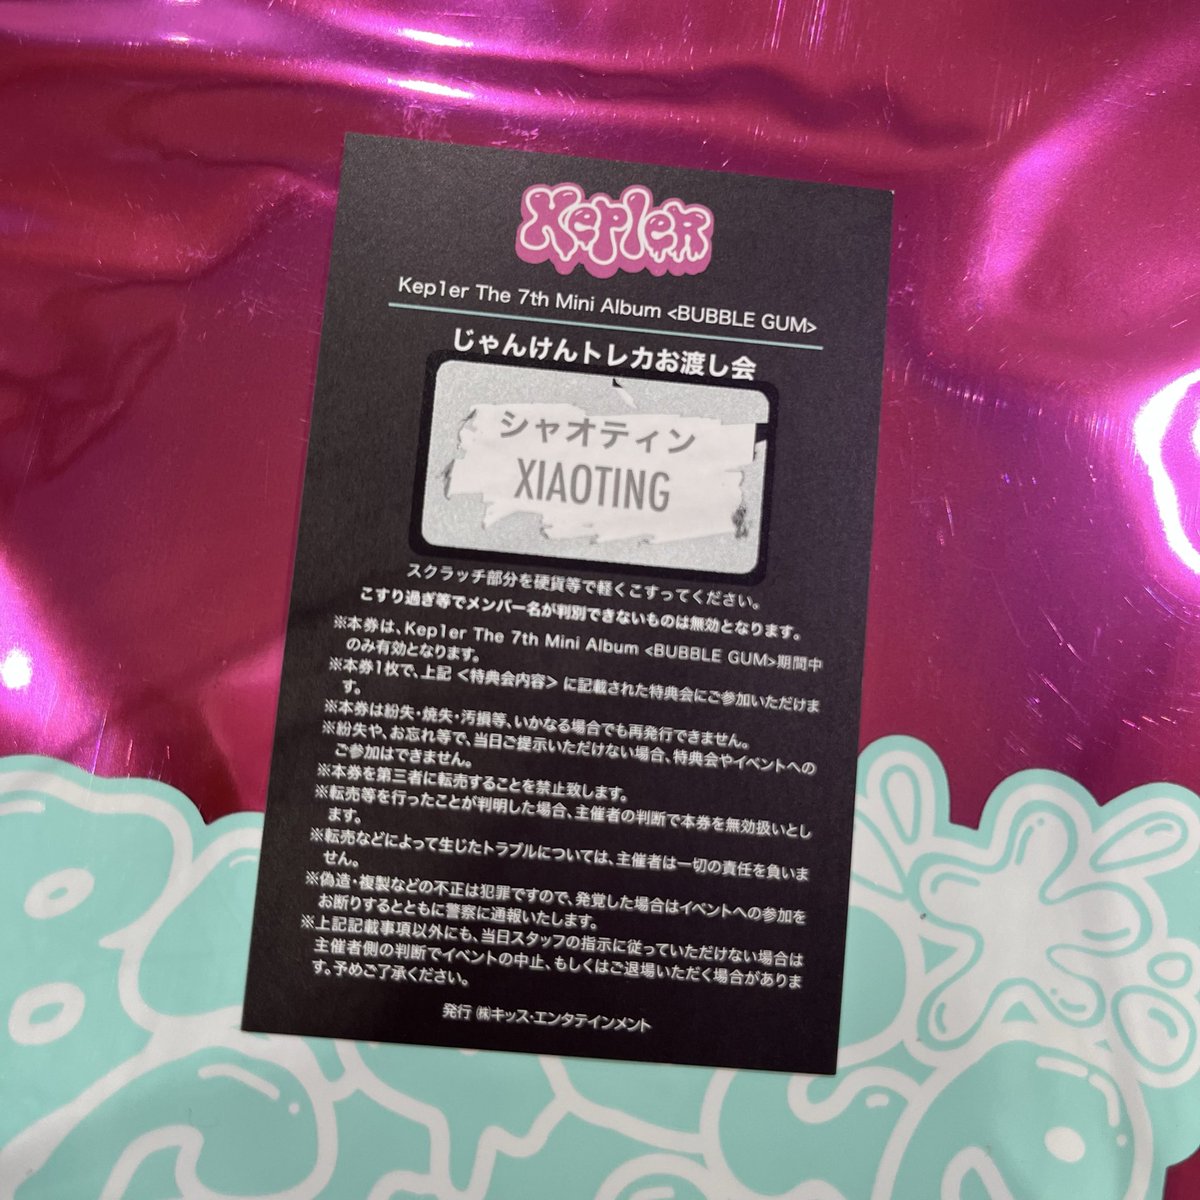 Kep1er
Kep1er The 7th Mini Album <BUBBLE GUM>
じゃんけんトレカお渡し会
シャオティン
XIAOTING
スクラッチ部分を硬貨等で軽くこすってください。
こすり過ぎ等でメンバー名が判別できないものは無効となります。
※本券は、Kep1er The 7th Mini Album <BUBBLE GUM>期間中
のみ有効となります。
※本券1枚で、上記 <特典会内容> に記載された特典会にご参加いただけま
す。
※本券は紛失・焼失・汚損等、いかなる場合でも再発行できません。
※紛失や、お忘れ等で、当日ご提示いただけない場合、特典会やイベントへの
ご参加はできません。
※本券を第三者に転売することを禁止致します。
※転売等を行ったことが判明した場合、主催者の判断で本券を無効扱いとし
ます。
※転売などによって生じたトラブルについては、主催者は一切の責任を負いま
せん。
※偽造・複製などの不正は犯罪ですので、発覚した場合はイベントへの参加を
お断りするとともに警察に通報いたします。
※上記記載事項以外にも、当日スタッフの指示に従っていただけない場合は
主催者側の判断でイベントの中止、もしくはご退場いただく場合がありま
す。予めご了承ください。
発行 ㈱キッス・エンタテインメント